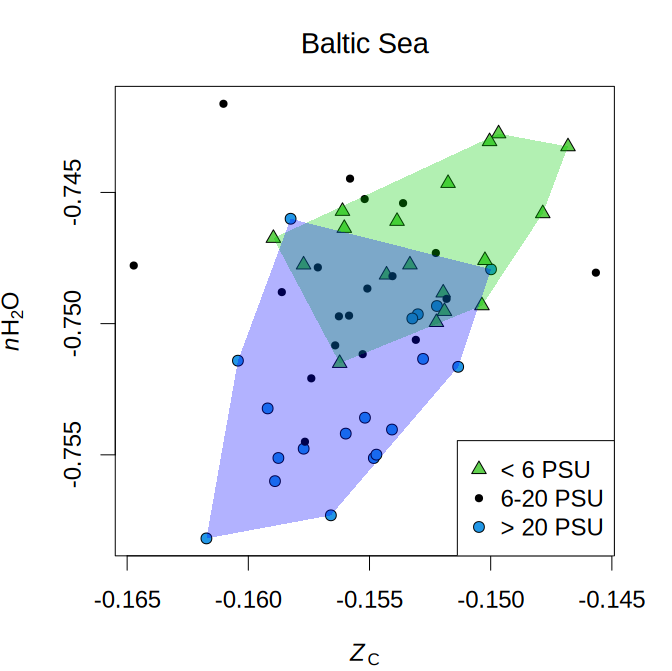 Baltic Sea
-0.745
-0.750
-0.755
nH₂O
< 6 PSU
6-20 PSU
> 20 PSU
-0.165 -0.160 -0.155 -0.150 -0.145
Z_C